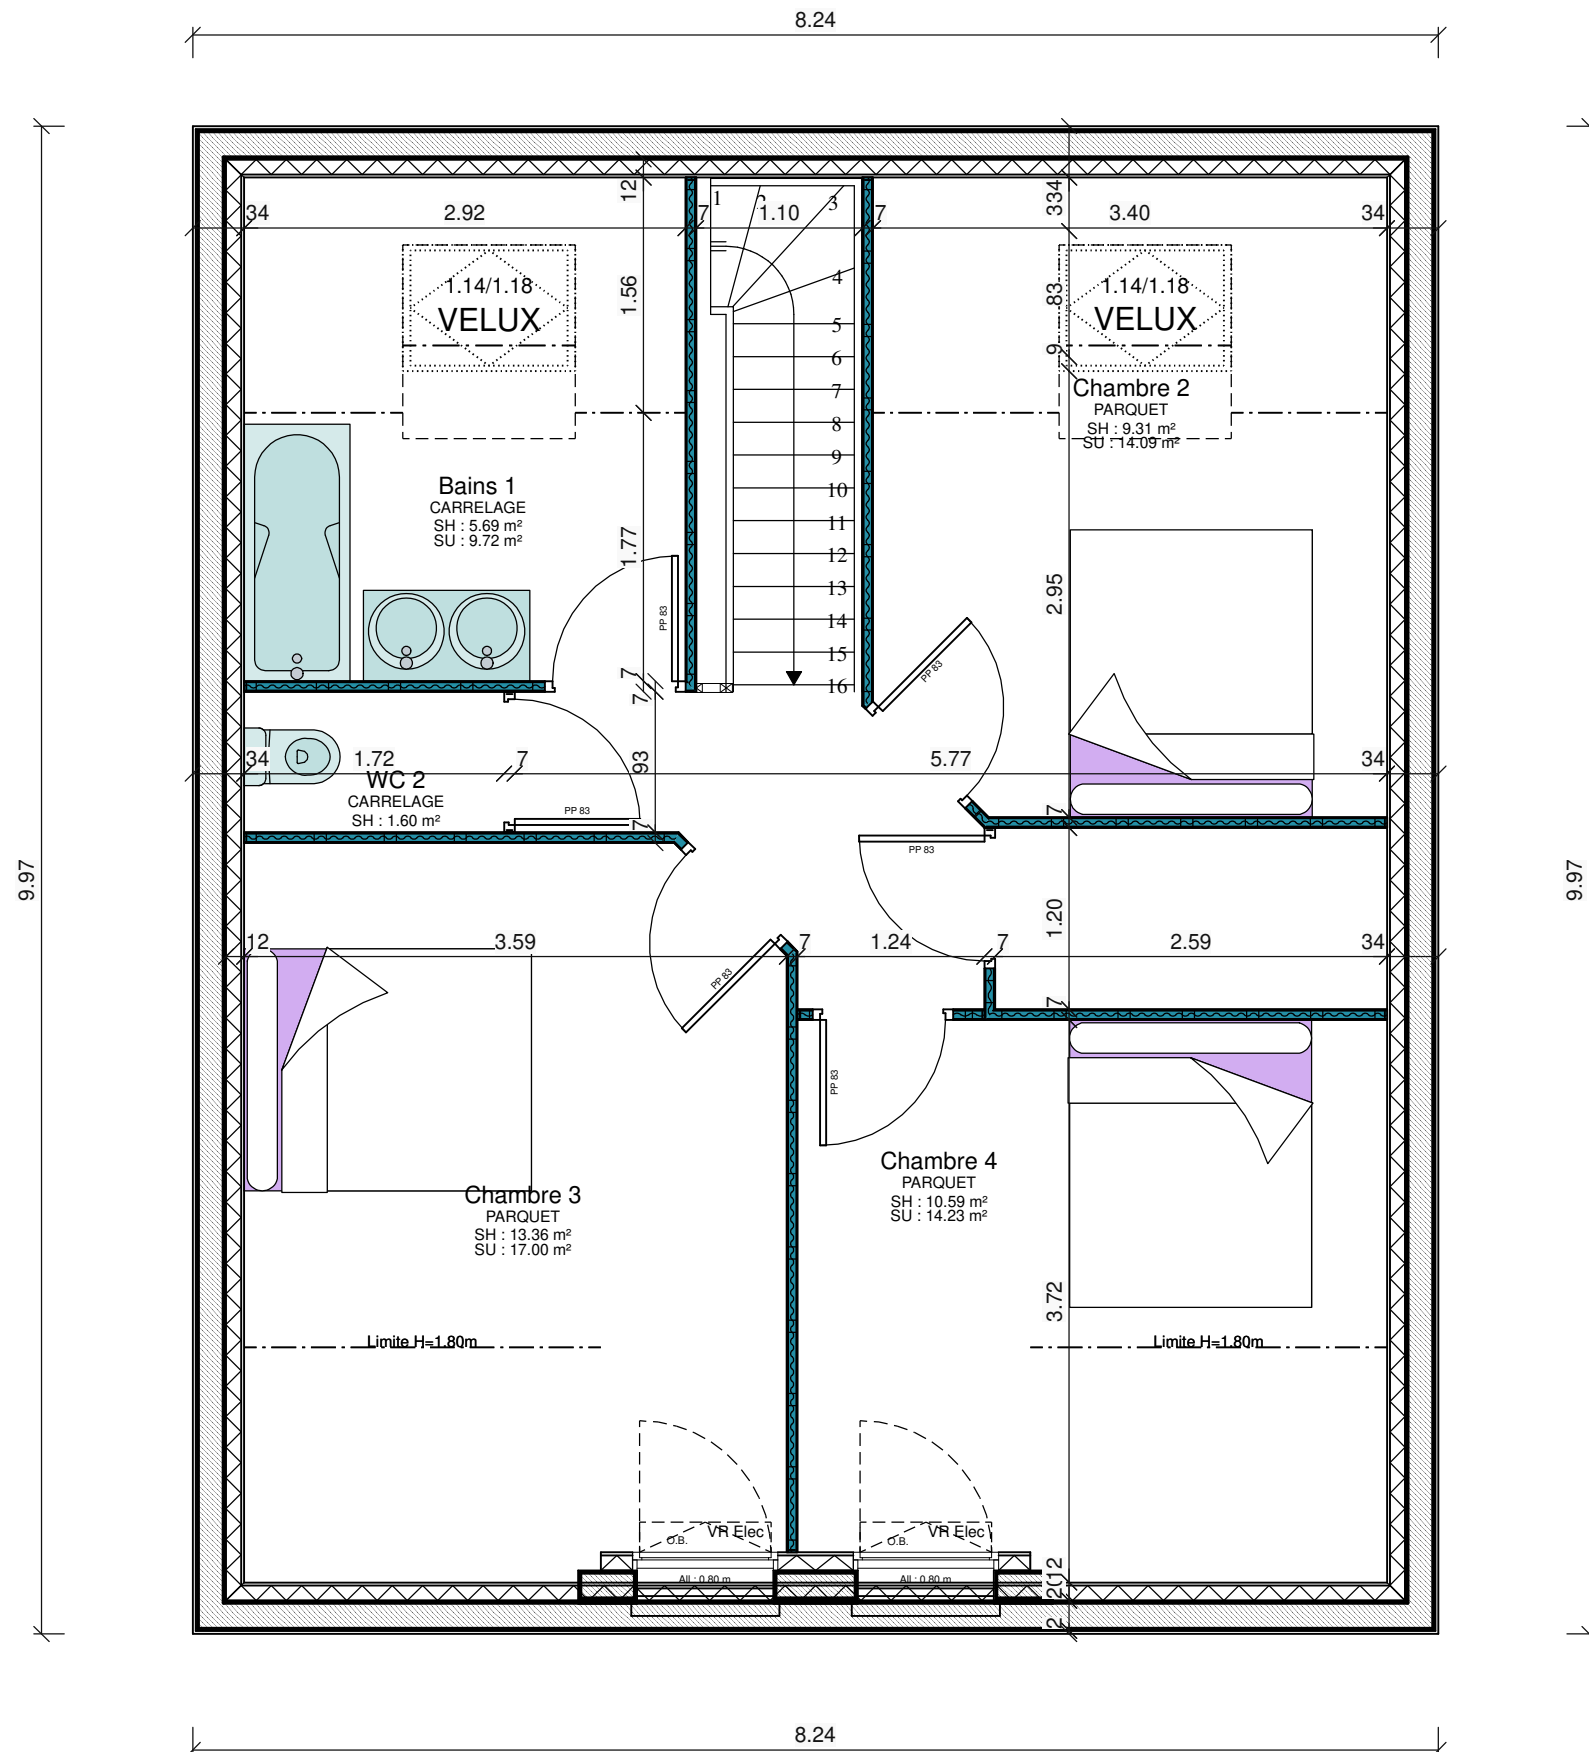 8.24
9.97
9.97
34
2.92
12
7
1.10
7
334
3.40
34
1
3
4
5
6
7
8
9
10
11
12
13
14
15
16
1.56
1.14/1.18
VELUX
83
9
1.14/1.18
VELUX
Chambre 2
PARQUET
SH : 9.31 m²
SU : 14.09 m²
Bains 1
CARRELAGE
SH : 5.69 m²
SU : 9.72 m²
1.77
PP 83
2.95
PP 83
7
7
34
1.72
7
93
5.77
34
WC 2
CARRELAGE
SH : 1.60 m²
PP 83
7
7
PP 83
12
3.59
7
1.24
7
1.20
2.59
34
PP 83
7
PP 83
Chambre 4
PARQUET
SH : 10.59 m²
SU : 14.23 m²
Chambre 3
PARQUET
SH : 13.36 m²
SU : 17.00 m²
3.72
Limite H=1.80m
Limite H=1.80m
O.B.
VR Elec
O.B.
VR Elec
All : 0.80 m
All : 0.80 m
12
20
2
8.24